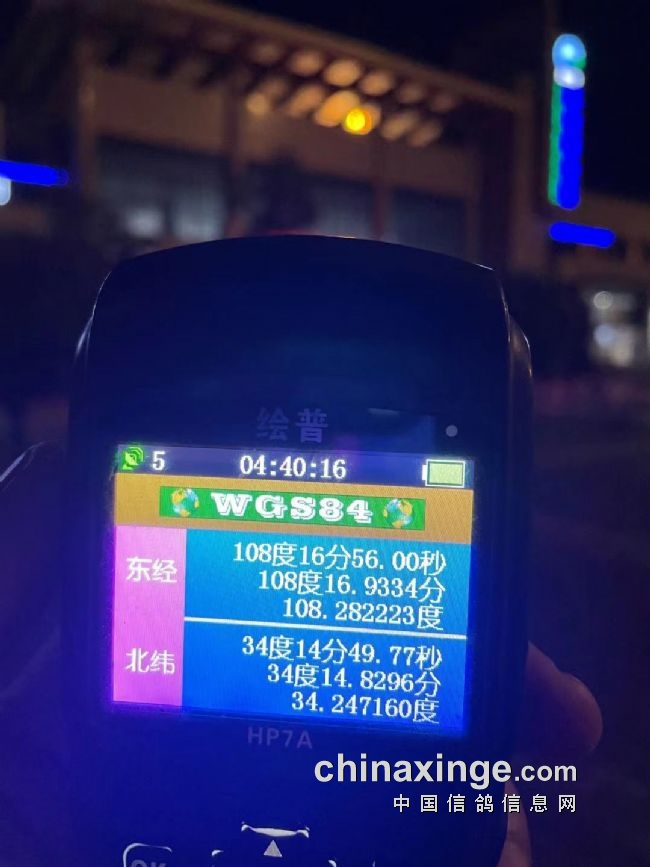 绘普
5 04:40:16
WGS84
东经
108度16分56.00秒
108度16.9334分
108.282223度
北纬
34度14分49.77秒
34度14.8296分
34.247160度
HP7A
chinaxinge.com
中国信鸽信息网
OK